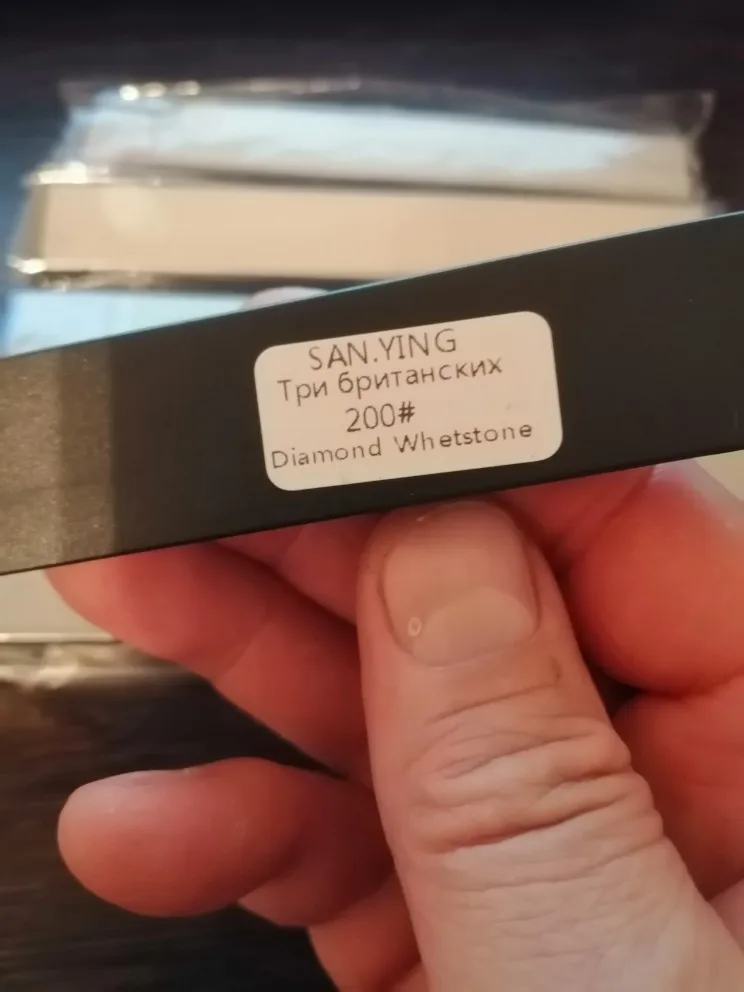 SAN.YING
Три британских
200#
Diamond Whetstone